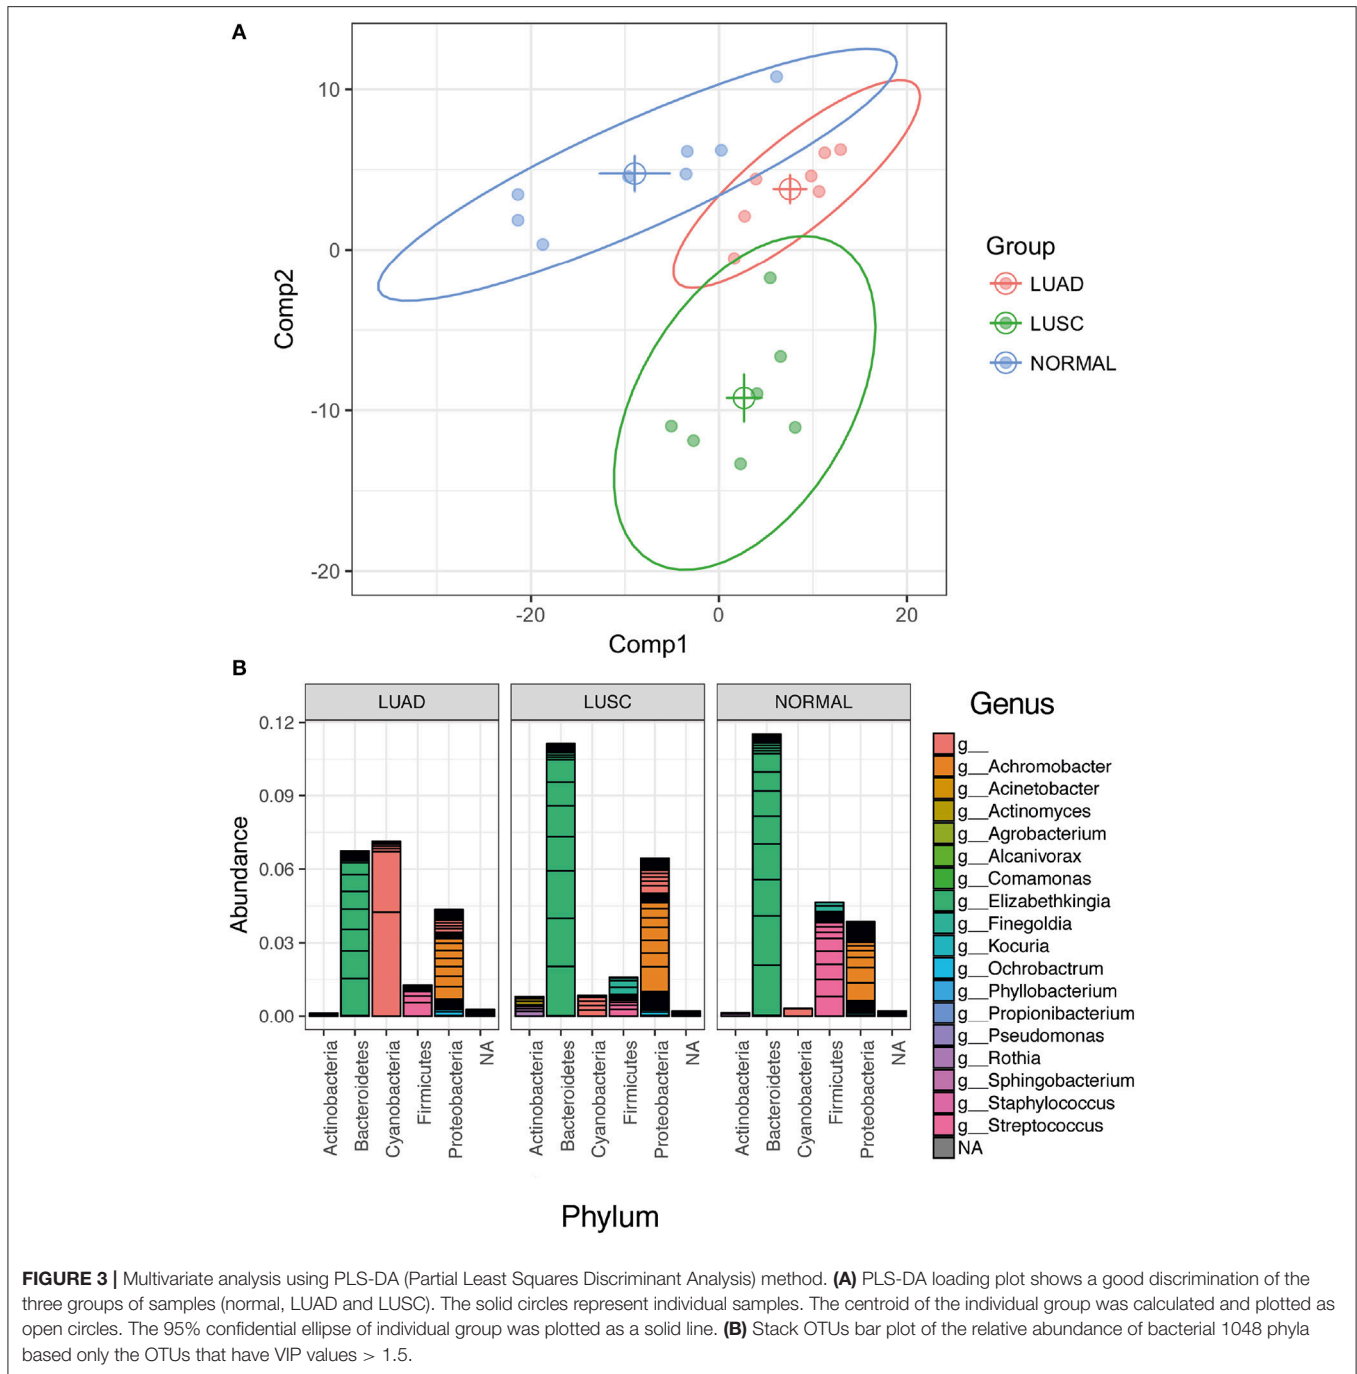 A
10
0
-10
-20
Comp2
-20
0
20
Comp1
Group
LUAD
LUSC
NORMAL
B
LUAD
LUSC
NORMAL
0.12
0.09
0.06
0.03
0.00
Abundance
Actinobacteria
Bacteroidetes
Cyanobacteria
Firmicutes
Proteobacteria
NA
Actinobacteria
Bacteroidetes
Cyanobacteria
Firmicutes
Proteobacteria
NA
Actinobacteria
Bacteroidetes
Cyanobacteria
Firmicutes
Proteobacteria
NA
Phylum
Genus
g__
g__Achromobacter
g__Acinetobacter
g__Actinomyces
g__Agrobacterium
g__Alcanivorax
g__Comamonas
g__Elizabethkingia
g__Finegoldia
g__Kocuria
g__Ochrobactrum
g__Phyllobacterium
g__Propionibacterium
g__Pseudomonas
g__Rothia
g__Sphingobacterium
g__Staphylococcus
g__Streptococcus
NA
FIGURE 3 | Multivariate analysis using PLS-DA (Partial Least Squares Discriminant Analysis) method. (A) PLS-DA loading plot shows a good discrimination of the
three groups of samples (normal, LUAD and LUSC). The solid circles represent individual samples. The centroid of the individual group was calculated and plotted as
open circles. The 95% confidential ellipse of individual group was plotted as a solid line. (B) Stack OTUs bar plot of the relative abundance of bacterial 1048 phyla
based only the OTUs that have VIP values > 1.5.